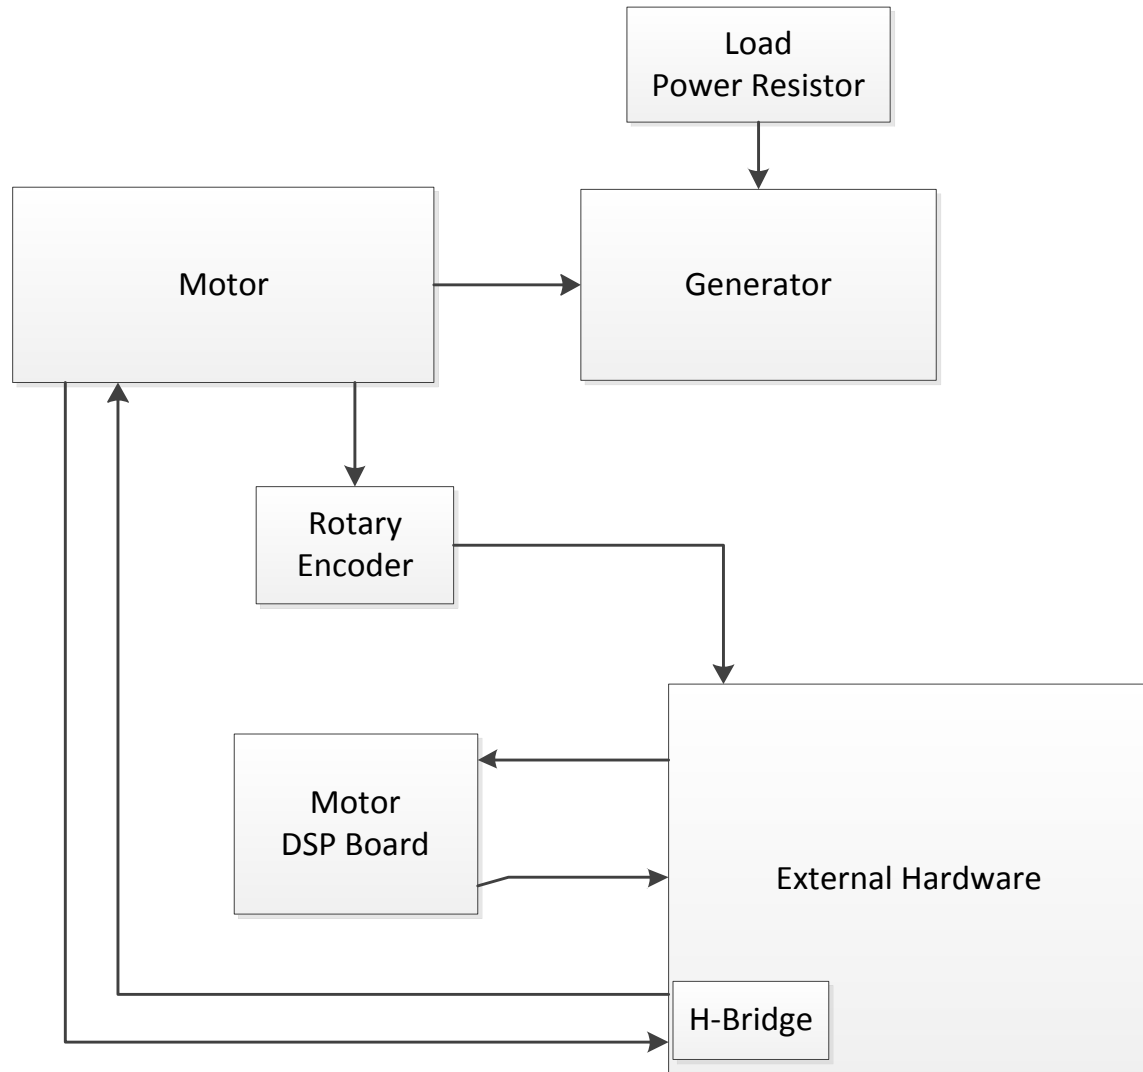 Load
Power Resistor
Motor
Generator
Rotary
Encoder
Motor
DSP Board
External Hardware
H-Bridge